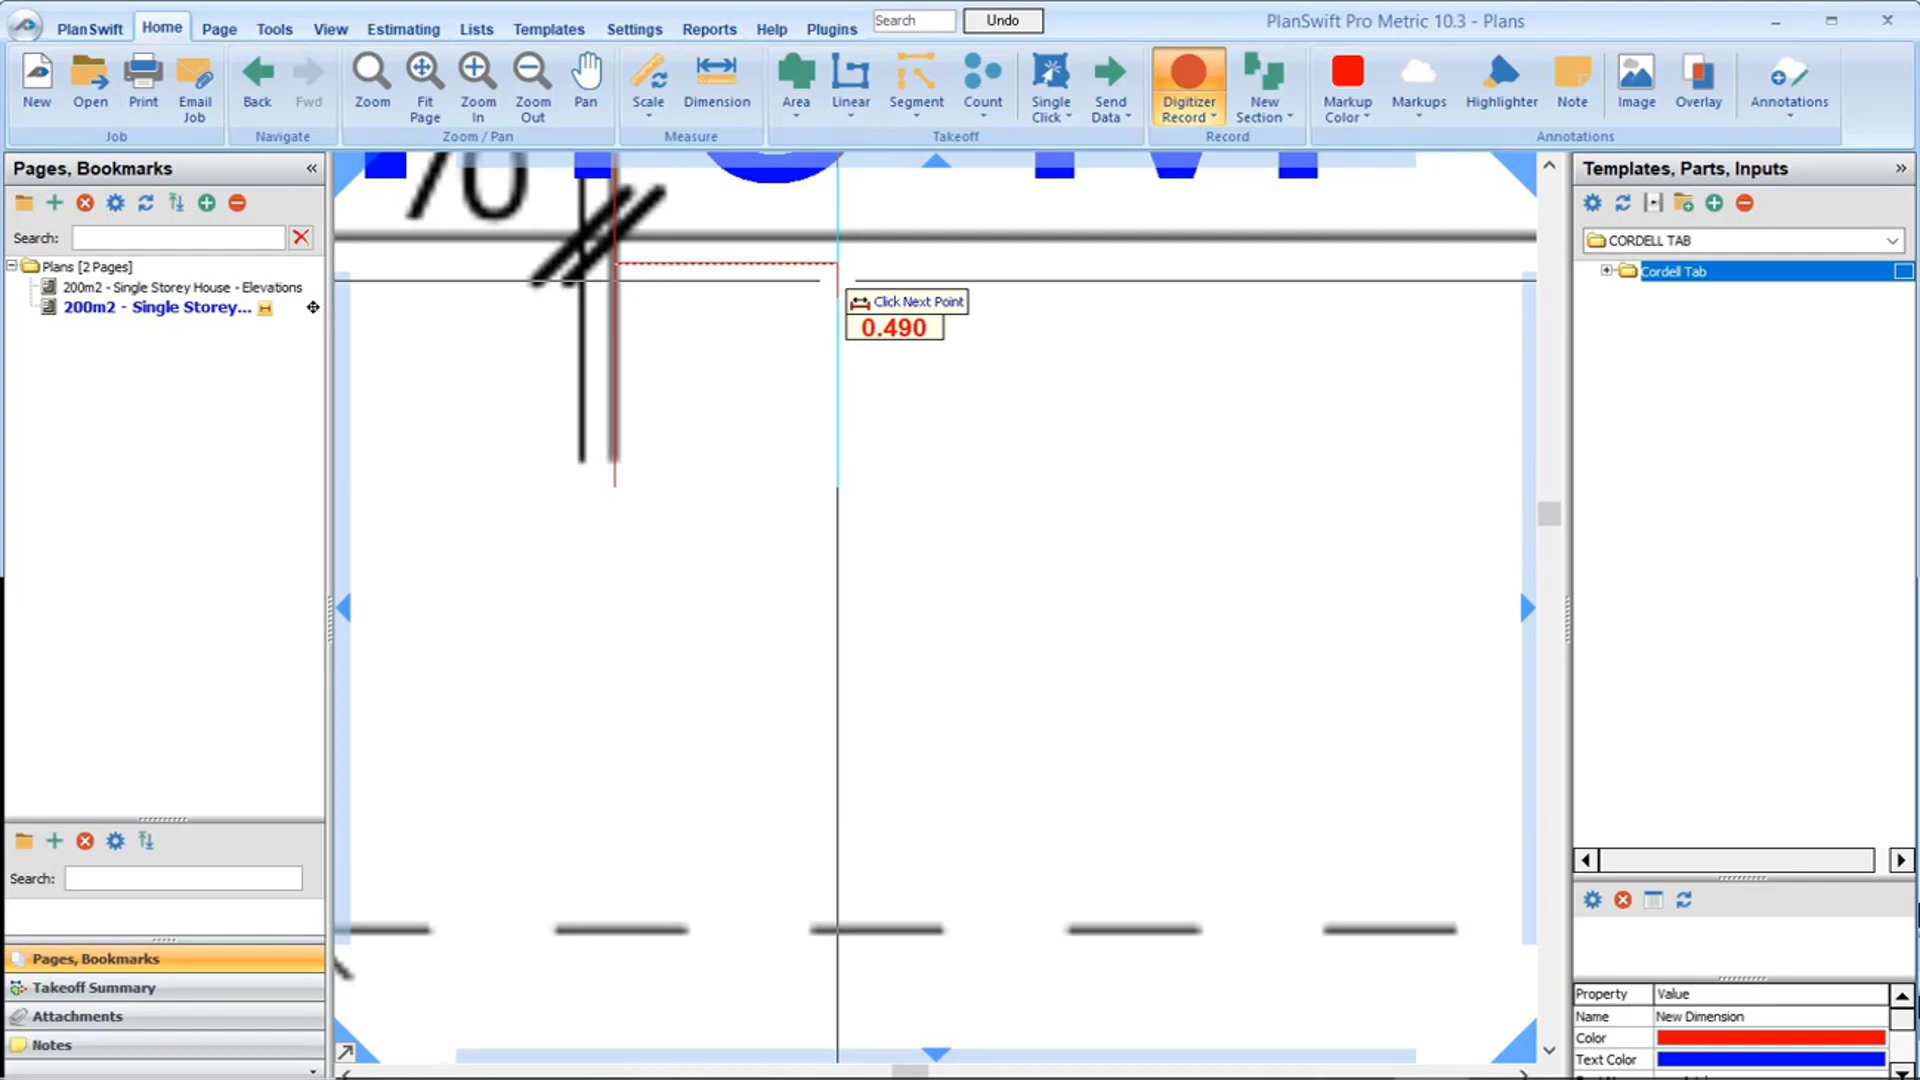 PlanSwift Home Page Tools View Estimating Lists Templates Settings Reports Help Plugins Search Undo PlanSwift Pro Metric 10.3 - Plans
New Open Print Email Job
Back Fwd
Zoom Fit Page Zoom In Zoom Out Pan
Scale Dimension
Area Linear Segment Count Single Click Send Data
Digitizer Record New Section
Markup Color Markups Highlighter Note Image Overlay Annotations
Job Navigate Zoom / Pan Measure Takeoff Record Annotations
Pages, Bookmarks
Search:
Plans [2 Pages]
200m2 - Single Storey House - Elevations
200m2 - Single Storey...
Search:
Pages, Bookmarks
Takeoff Summary
Attachments
Notes
70
Click Next Point
0.490
Templates, Parts, Inputs
CORDELL TAB
Cordell Tab
Property Value
Name New Dimension
Color
Text Color